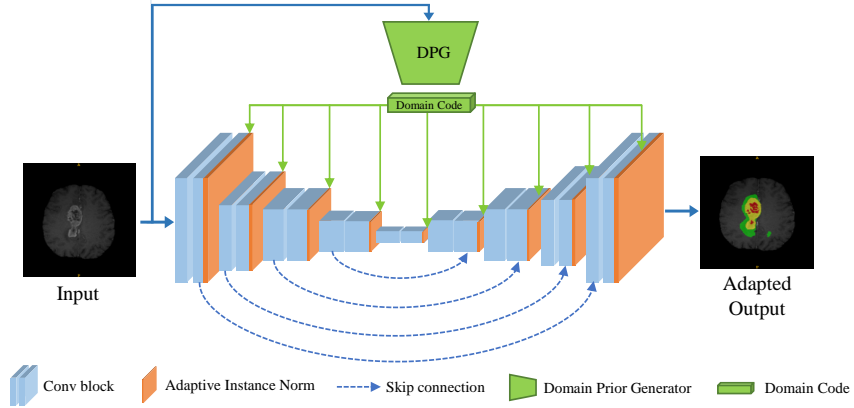 DPG
Domain Code
Input
Adapted
Output
Conv block
Adaptive Instance Norm
Skip connection
Domain Prior Generator
Domain Code